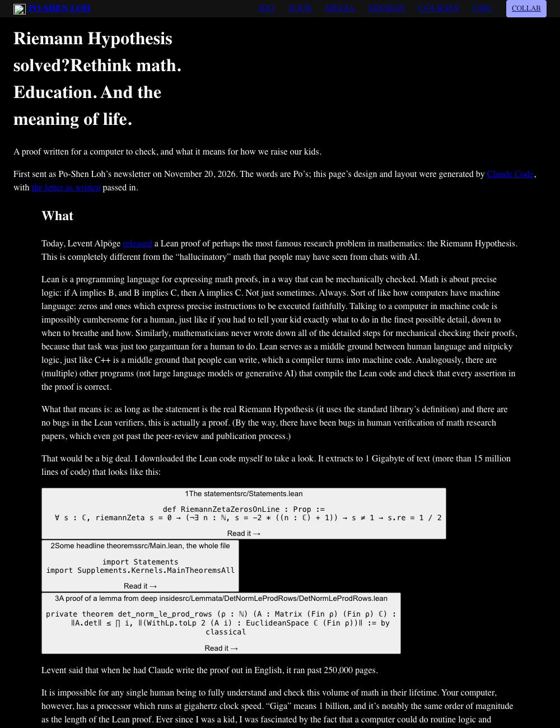 PO-SHEN LOH
COLLAB
Riemann Hypothesis
solved?Rethink math.
Education. And the
meaning of life.
A proof written for a computer to check, and what it means for how we raise our kids.
First sent as Po-Shen Loh's newsletter on November 20, 2026. The words are Po's; this page's design and layout were generated by Claude Code,
with the letter as written passed in.
What
Today, Levent Alpöge released a Lean proof of perhaps the most famous research problem in mathematics: the Riemann Hypothesis.
This is completely different from the “hallucinatory” math that people may have seen from chats with AI.
Lean is a programming language for expressing math proofs, in a way that can be mechanically checked. Math is about precise
logic: if A implies B, and B implies C, then A implies C. Not just sometimes. Always. Sort of like how computers have machine
language: zeros and ones which express precise instructions to be executed faithfully. Talking to a computer in machine code is
impossibly cumbersome for a human, just like if you had to tell your kid exactly what to do in the finest possible detail, down to
when to breathe and how. Similarly, mathematicians never wrote down all of the detailed steps for mechanical checking their proofs,
because that task was just too gargantuan for a human to do. Lean serves as a middle ground between human language and nitpicky
logic, just like C++ is a middle ground that people can write, which a compiler turns into machine code. Analogously, there are
(multiple) other programs (not large language models or generative AI) that compile the Lean code and check that every assertion in
the proof is correct.
What that means is: as long as the statement is the real Riemann Hypothesis (it uses the standard library's definition) and there are
no bugs in the Lean verifiers, this is actually a proof. (By the way, there have been bugs in human verification of math research
papers, which even got past the peer-review and publication process.)
That would be a big deal. I downloaded the Lean code myself to take a look. It extracts to 1 Gigabyte of text (more than 15 million
lines of code) that looks like this:
1The statementsrc/Statements.lean
def RiemannZetaZerosOnLine : Prop :=
∀ s : ℂ, riemannZeta s = 0 → (¬∃ n : ℕ, s = -2 * ((n : ℂ) + 1)) → s ≠ 1 → s.re = 1 / 2
Read it →
2Some headline theoremssrc/Main.lean, the whole file
import Statements
import Supplements.Kernels.MainTheoremsAll
Read it →
3A proof of a lemma from deep insidesrc/Lemmata/DetNormLeProdRows/DetNormLeProdRows.lean
private theorem det_norm_le_prod_rows (ρ : ℕ) (A : Matrix (Fin ρ) (Fin ρ) ℂ) :
‖A.det‖ ≤ ∏ i, ‖(WithLp.toLp 2 (A i) : EuclideanSpace ℂ (Fin ρ))‖ := by
classical
Read it →
Levent said that when he had Claude write the proof out in English, it ran past 250,000 pages.
It is impossible for any single human being to fully understand and check this volume of math in their lifetime. Your computer,
however, has a processor which runs at gigahertz clock speed. “Giga” means 1 billion, and it's notably the same order of magnitude
as the length of the Lean proof. Ever since I was a kid, I was fascinated by the fact that a computer could do routine logic and